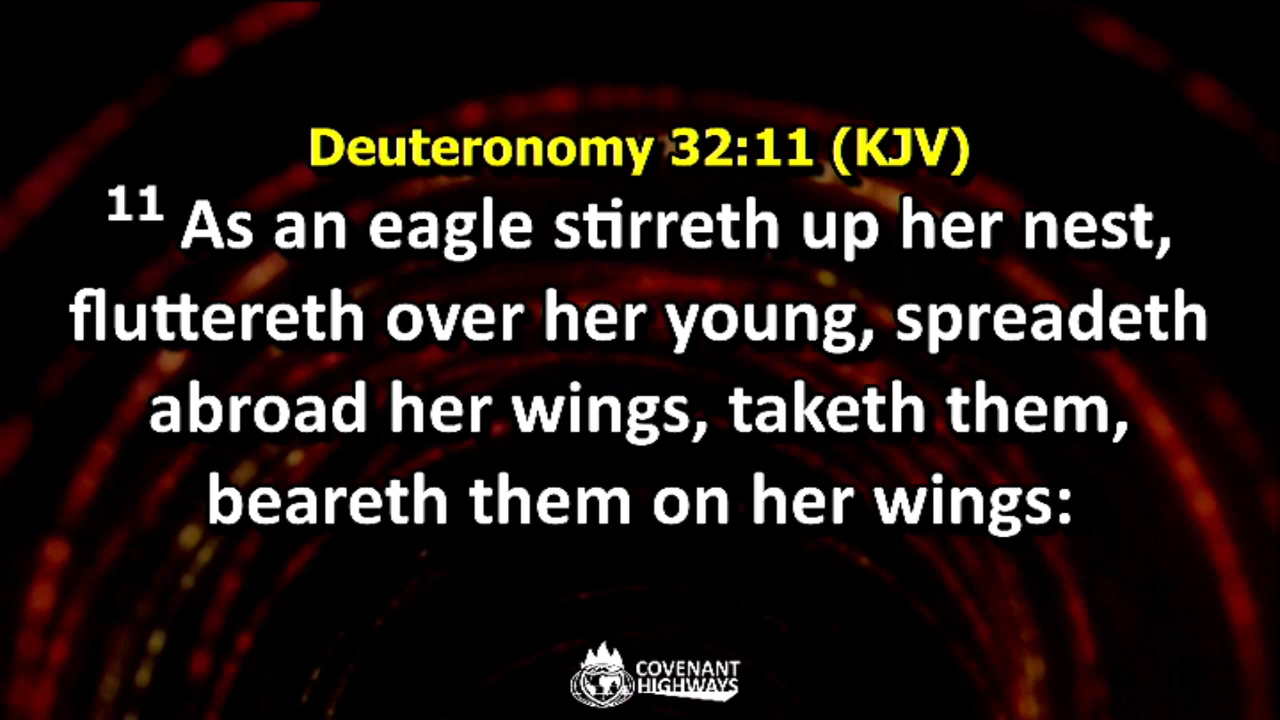 Deuteronomy 32:11 (KJV)
11 As an eagle stirreth up her nest,
fluttereth over her young, spreadeth
abroad her wings, taketh them,
beareth them on her wings:
COVENANT
HIGHWAYS